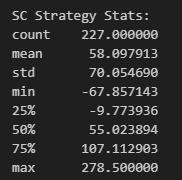 SC Strategy Stats:
count    227.000000
mean      58.097913
std       70.054690
min      -67.857143
25%       -9.773936
50%       55.023894
75%      107.112903
max      278.500000